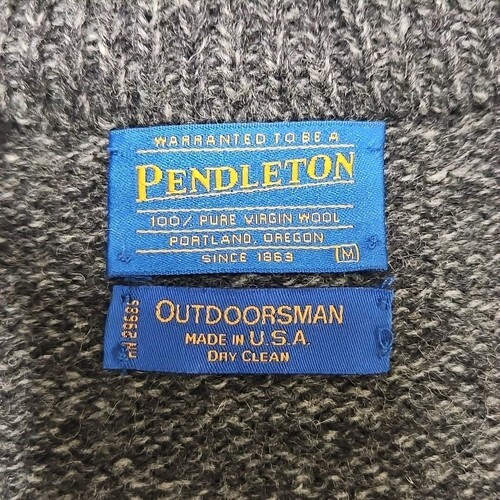 WARRANTED TO BE A
PENDLETON
100% PURE VIRGIN WOOL
PORTLAND, OREGON
SINCE 1863
M
OUTDOORSMAN
MADE IN U.S.A.
DRY CLEAN
RN 29685